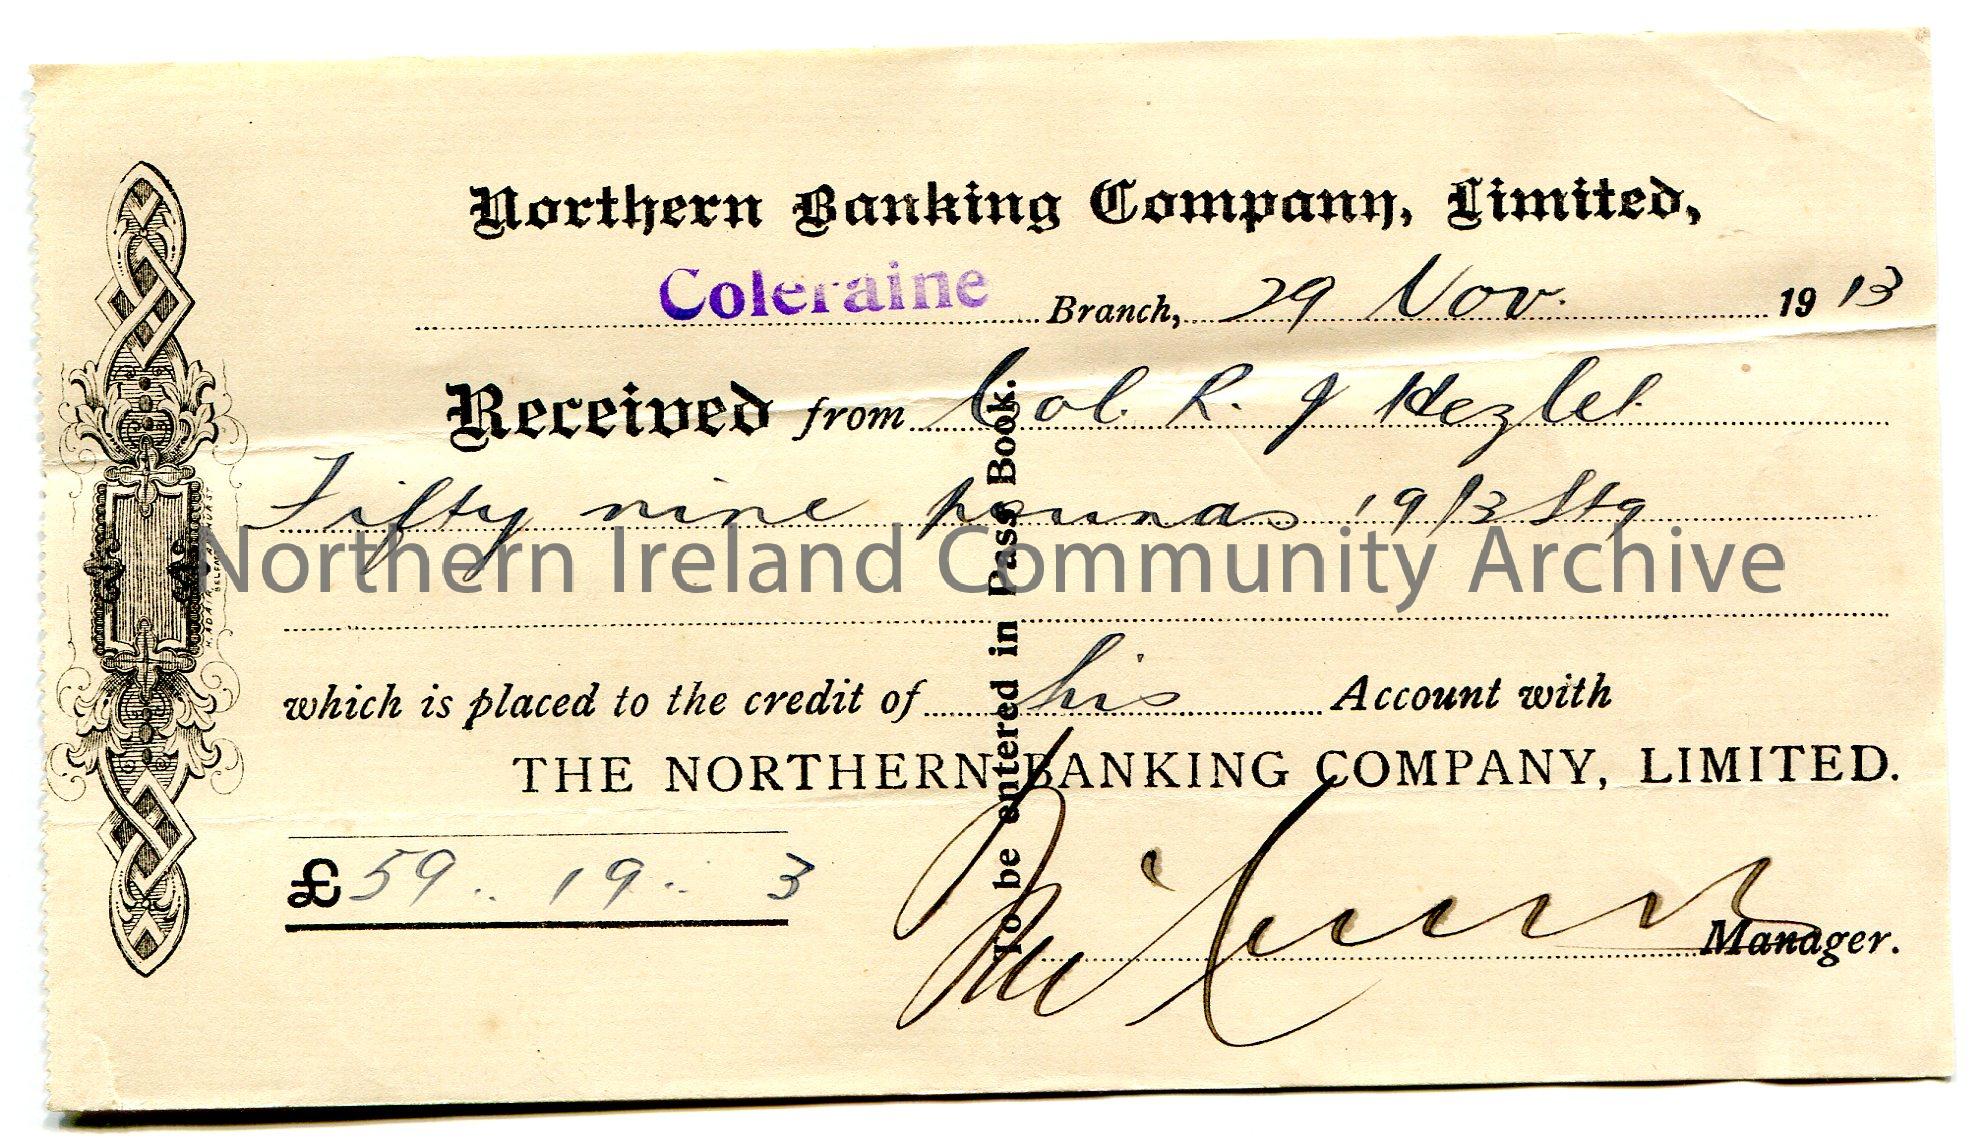 Northern Banking Company, Limited,
Coleraine Branch, 29 Nov. 1913
Received from Col. R. J Hezlet
Fifty nine pounds 19/3 Stg
Northern Ireland Community Archive
which is placed to the credit of his Account with
THE NORTHERN BANKING COMPANY, LIMITED.
£ 59 .. 19 .. 3
Manager.
To be entered in Pass Book.